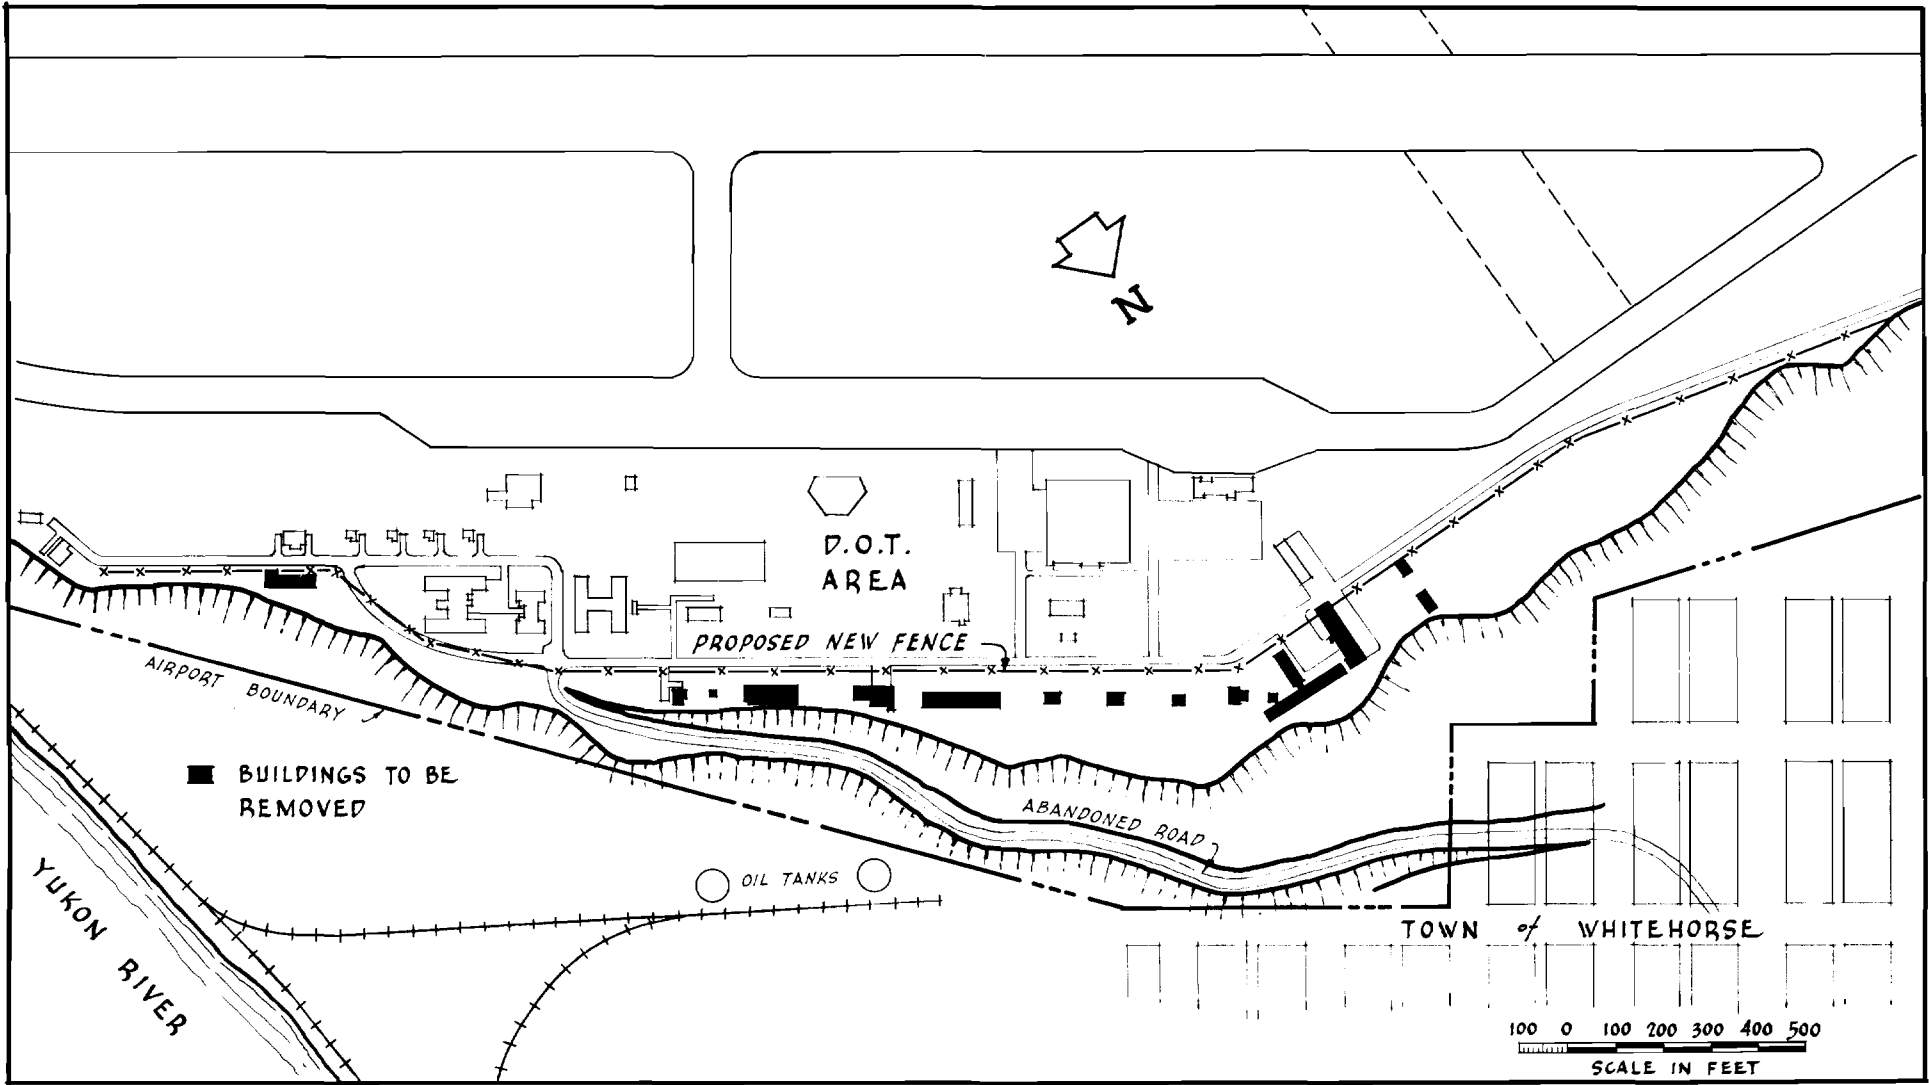 N
D.O.T.
AREA
PROPOSED NEW FENCE
AIRPORT BOUNDARY
BUILDINGS TO BE
REMOVED
ABANDONED ROAD
OIL TANKS
YUKON RIVER
TOWN of WHITEHORSE
100 0 100 200 300 400 500
SCALE IN FEET